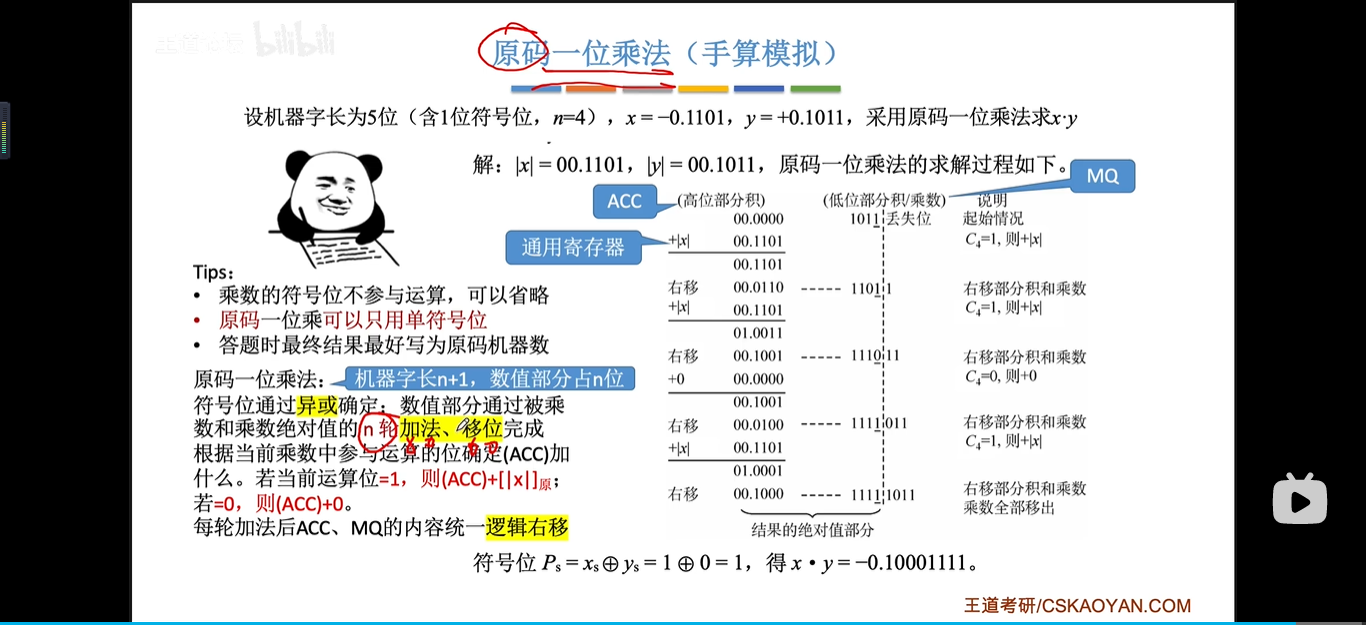 bilibili
原码一位乘法（手算模拟）
设机器字长为5位（含1位符号位，n=4），x = −0.1101，y = +0.1011，采用原码一位乘法求x·y
解：|x| = 00.1101，|y| = 00.1011，原码一位乘法的求解过程如下。
MQ
ACC
(高位部分积) (低位部分积/乘数) 说明
00.0000 1011 丢失位 起始情况
通用寄存器
+|x| 00.1101 C4=1, 则+|x|
00.1101
右移 00.0110 ----- 1101 1 右移部分积和乘数
+|x| 00.1101 C4=1, 则+|x|
01.0011
右移 00.1001 ----- 1110 11 右移部分积和乘数
+0 00.0000 C4=0, 则+0
00.1001
右移 00.0100 ----- 1111 011 右移部分积和乘数
+|x| 00.1101 C4=1, 则+|x|
01.0001
右移 00.1000 ----- 1111 1011 右移部分积和乘数
乘数全部移出
结果的绝对值部分
Tips：
• 乘数的符号位不参与运算，可以省略
• 原码一位乘可以只用单符号位
• 答题时最终结果最好写为原码机器数
原码一位乘法： 机器字长n+1，数值部分占n位
符号位通过异或确定；数值部分通过被乘
数和乘数绝对值的 n 轮加法、移位完成
根据当前乘数中参与运算的位确定(ACC)加
什么。若当前运算位=1，则(ACC)+[|x|]原；
若=0，则(ACC)+0。
每轮加法后ACC、MQ的内容统一逻辑右移
符号位 Ps = xs ⊕ ys = 1 ⊕ 0 = 1，得 x • y = −0.10001111。
王道考研/CSKAOYAN.COM